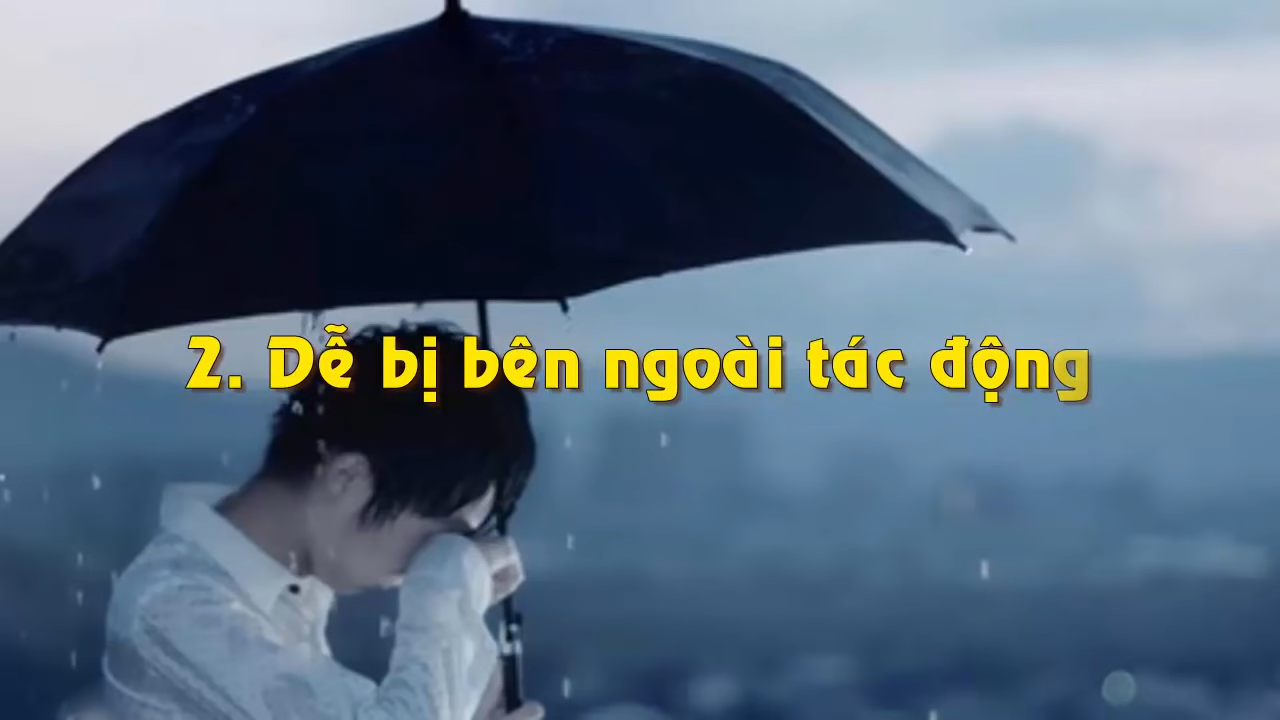 2. Dễ bị bên ngoài tác động